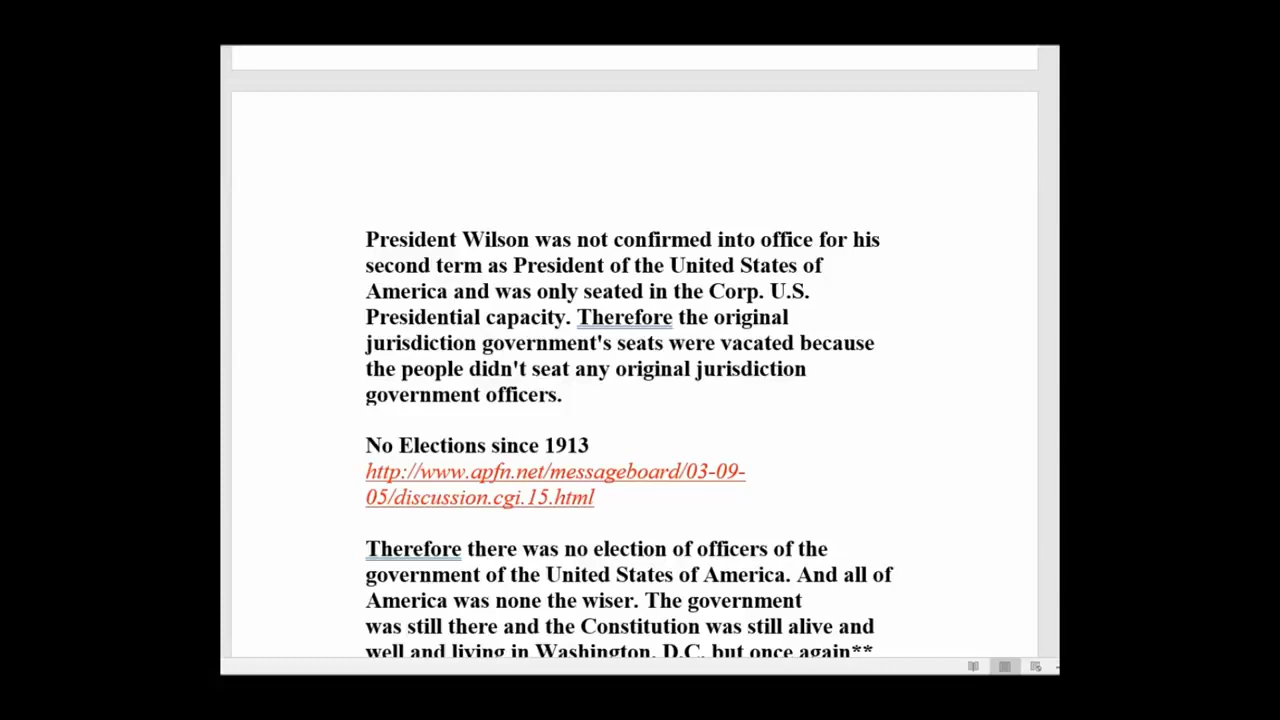 President Wilson was not confirmed into office for his
second term as President of the United States of
America and was only seated in the Corp. U.S.
Presidential capacity. Therefore the original
jurisdiction government's seats were vacated because
the people didn't seat any original jurisdiction
government officers.
No Elections since 1913
http://www.apfn.net/messageboard/03-09-
05/discussion.cgi.15.html
Therefore there was no election of officers of the
government of the United States of America. And all of
America was none the wiser. The government
was still there and the Constitution was still alive and
well and living in Washington, D.C. but once again**